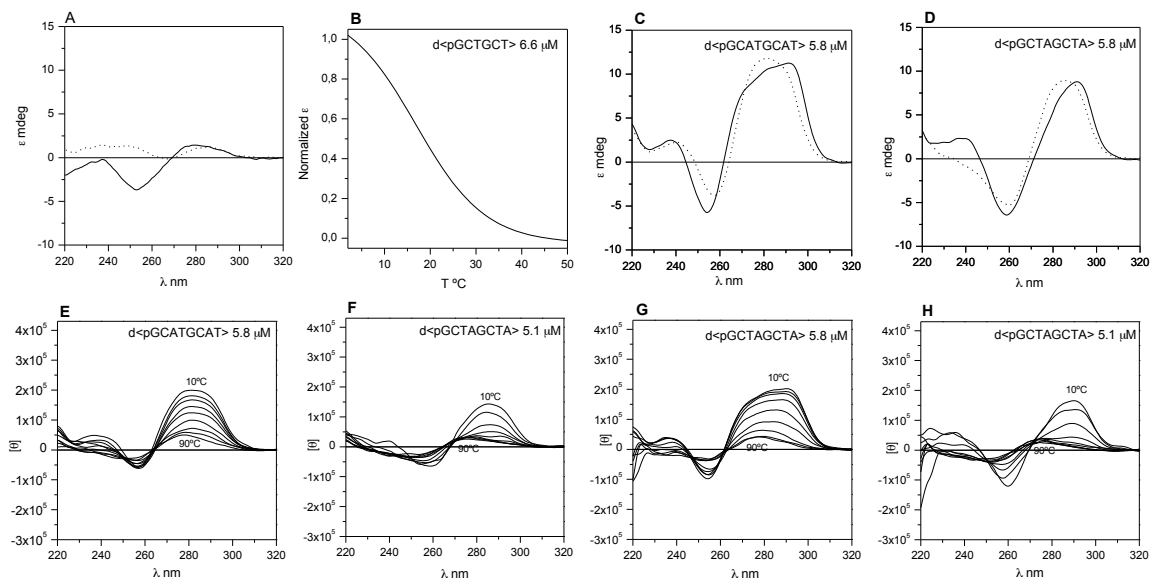 A
15
10
5
0
-5
-10
ε mdeg
220 240 260 280 300 320
λ nm
B
d<pGCTGCT> 6.6 μM
1,0
0,8
0,6
0,4
0,2
0,0
Normalized ε
10 20 30 40 50
T ºC
C
d<pGCATGCAT> 5.8 μM
15
10
5
0
-5
-10
ε mdeg
220 240 260 280 300 320
λ nm
D
d<pGCTAGCTA> 5.8 μM
15
10
5
0
-5
-10
ε mdeg
220 240 260 280 300 320
λ nm
E
d<pGCATGCAT> 5.8 μM
4x10⁵
3x10⁵
2x10⁵
1x10⁵
0
-1x10⁵
-2x10⁵
-3x10⁵
[θ]
10ºC
90ºC
220 240 260 280 300 320
λ nm
F
d<pGCTAGCTA> 5.1 μM
4x10⁵
3x10⁵
2x10⁵
1x10⁵
0
-1x10⁵
-2x10⁵
-3x10⁵
[θ]
10ºC
90ºC
220 240 260 280 300 320
λ nm
G
d<pGCTAGCTA> 5.8 μM
4x10⁵
3x10⁵
2x10⁵
1x10⁵
0
-1x10⁵
-2x10⁵
-3x10⁵
[θ]
10ºC
90ºC
220 240 260 280 300 320
λ nm
H
d<pGCTAGCTA> 5.1 μM
4x10⁵
3x10⁵
2x10⁵
1x10⁵
0
-1x10⁵
-2x10⁵
-3x10⁵
[θ]
10ºC
90ºC
220 240 260 280 300 320
λ nm